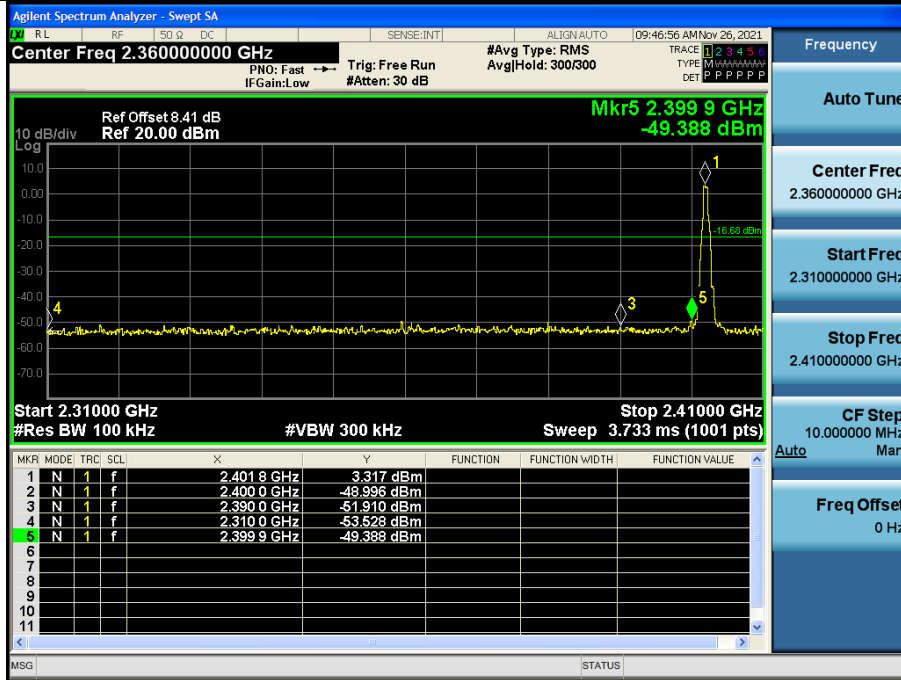 Agilent Spectrum Analyzer - Swept SA
LXI RL RF 50 Ω DC SENSE:INT ALIGN AUTO 09:46:56 AM Nov 26, 2021
Center Freq 2.360000000 GHz #Avg Type: RMS TRACE 1 2 3 4 5 6
PNO: Fast Trig: Free Run Avg|Hold: 300/300 TYPE M WWWWW
IFGain:Low #Atten: 30 dB DET P P P P P P
Mkr5 2.399 9 GHz
-49.388 dBm
Ref Offset 8.41 dB
10 dB/div Ref 20.00 dBm
Log
10.0
0.00
-10.0
-20.0
-30.0
-40.0
-50.0
-60.0
-70.0
1
-16.68 dBm
4
3
5
Start 2.31000 GHz Stop 2.41000 GHz
#Res BW 100 kHz #VBW 300 kHz Sweep 3.733 ms (1001 pts)
MKR MODE TRC SCL X Y FUNCTION FUNCTION WIDTH FUNCTION VALUE
1 N 1 f 2.401 8 GHz 3.317 dBm
2 N 1 f 2.400 0 GHz -48.996 dBm
3 N 1 f 2.390 0 GHz -51.910 dBm
4 N 1 f 2.310 0 GHz -53.528 dBm
5 N 1 f 2.399 9 GHz -49.388 dBm
6
7
8
9
10
11
MSG STATUS
Frequency
Auto Tune
Center Freq
2.360000000 GHz
Start Freq
2.310000000 GHz
Stop Freq
2.410000000 GHz
CF Step
10.000000 MHz
Auto Man
Freq Offset
0 Hz